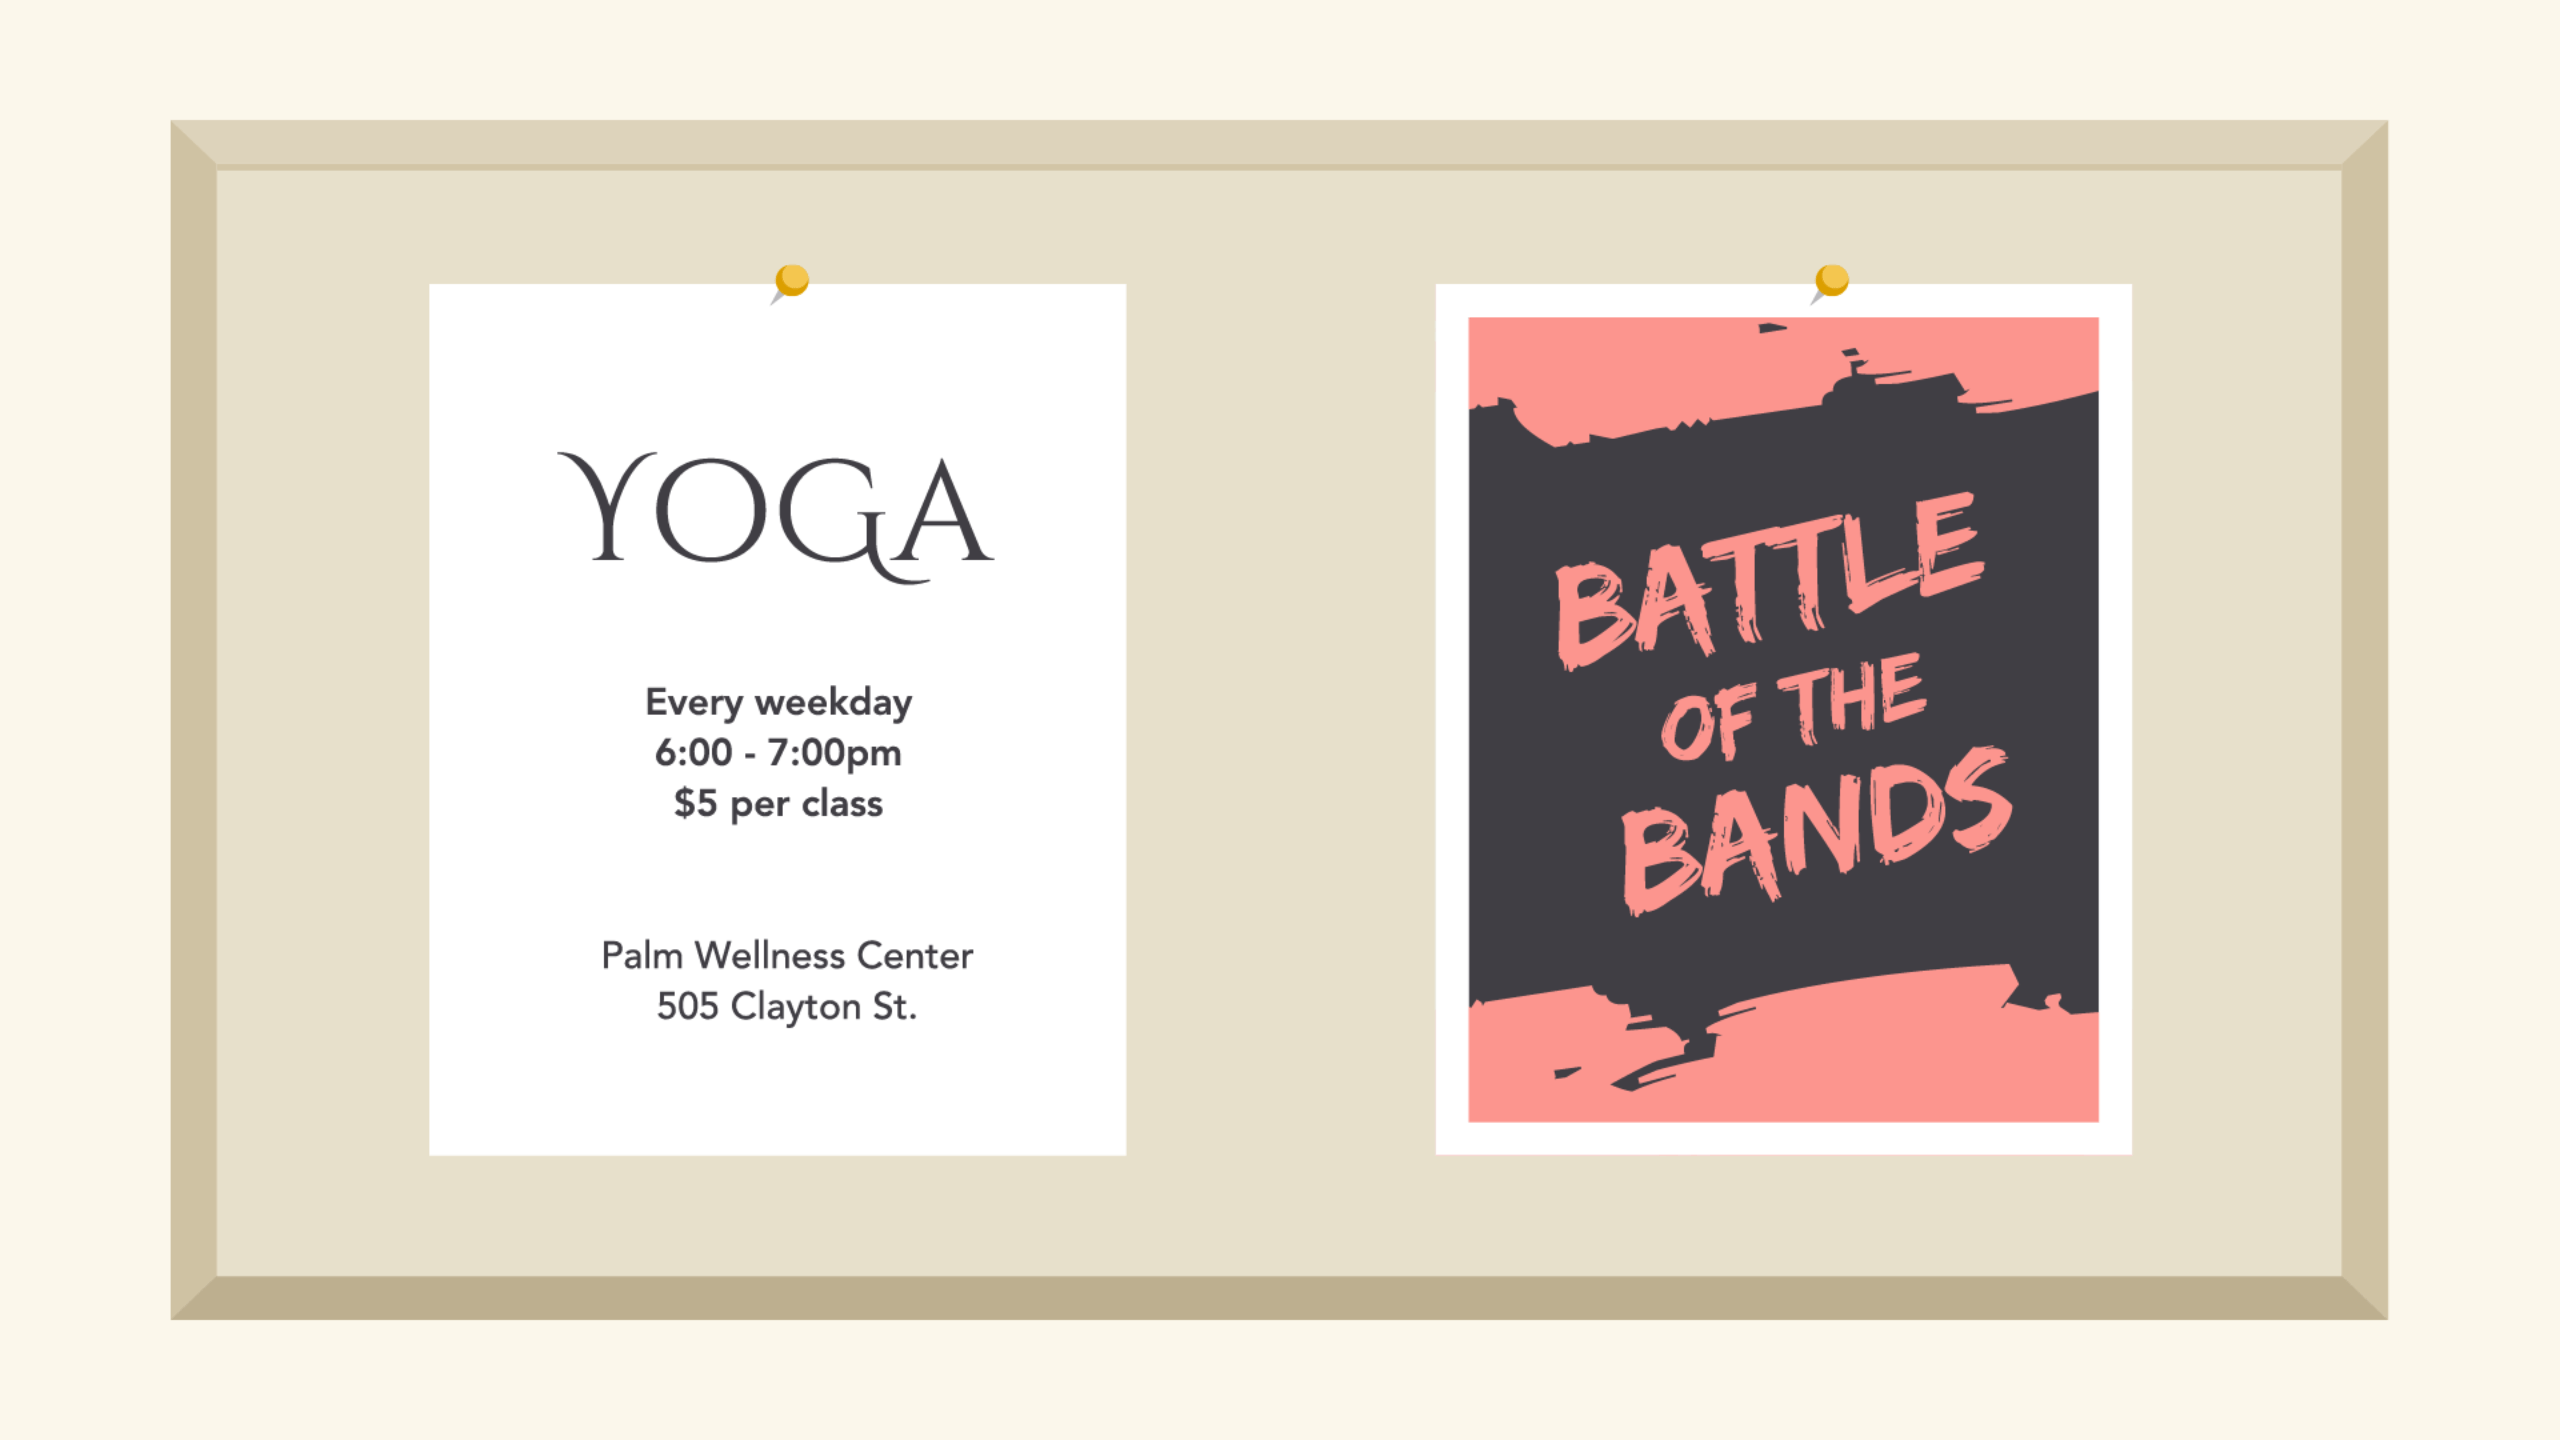 YOGA
Every weekday
6:00 - 7:00pm
$5 per class
Palm Wellness Center
505 Clayton St.
BATTLE
OF THE
BANDS